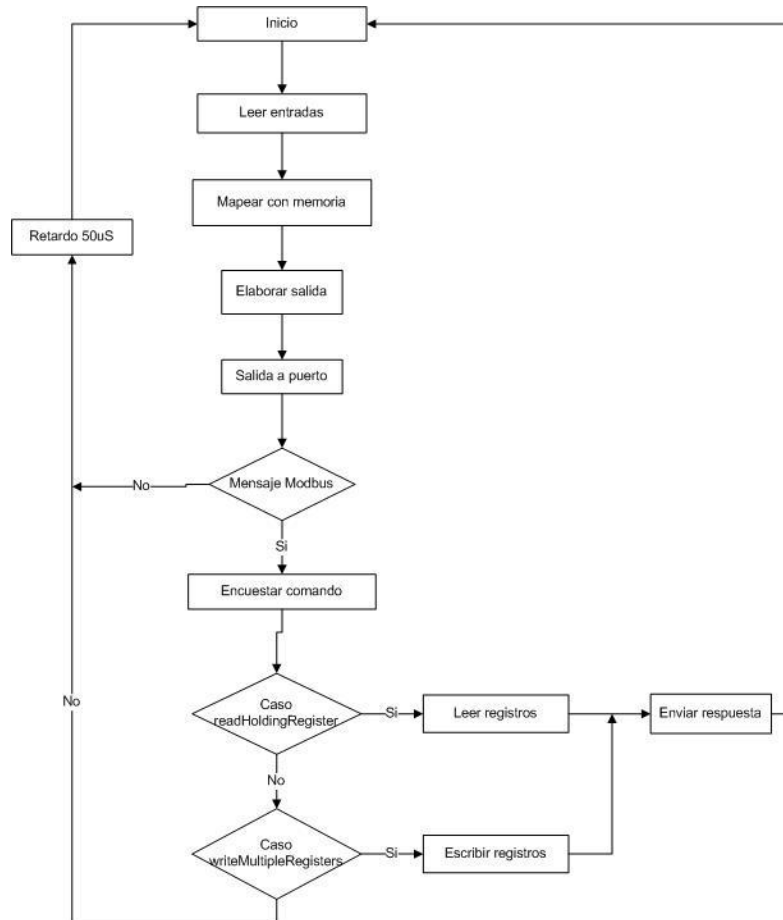 Inicio
Leer entradas
Mapear con memoria
Retardo 50uS
Elaborar salida
Salida a puerto
Mensaje Modbus
No
Si
Encuestar comando
No
Caso
readHoldingRegister
Si
Leer registros
Enviar respuesta
No
Caso
writeMultipleRegisters
Si
Escribir registros